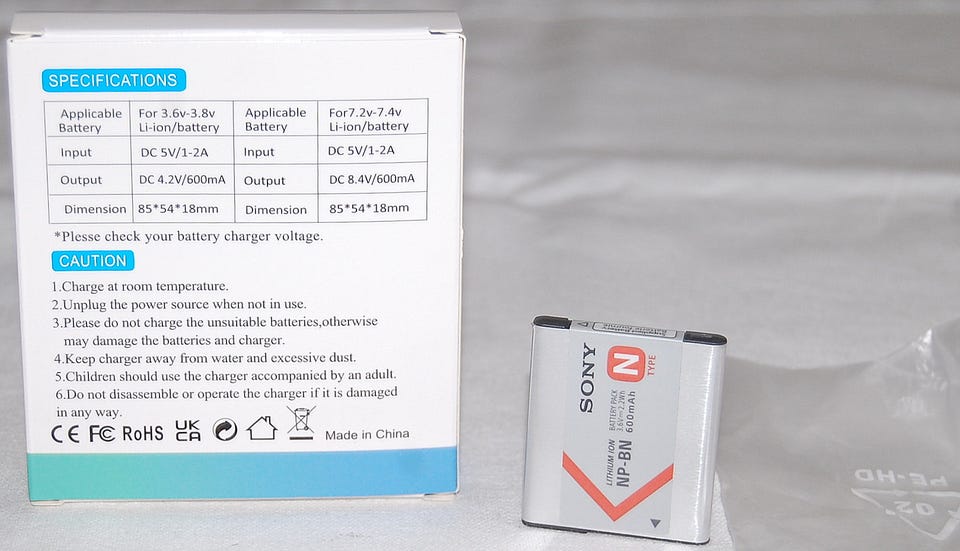 SPECIFICATIONS
Applicable Battery For 3.6v-3.8v Li-ion/battery Applicable Battery For7.2v-7.4v Li-ion/battery
Input DC 5V/1-2A Input DC 5V/1-2A
Output DC 4.2V/600mA Output DC 8.4V/600mA
Dimension 85*54*18mm Dimension 85*54*18mm
*Plesse check your battery charger voltage.
CAUTION
1.Charge at room temperature.
2.Unplug the power source when not in use.
3.Please do not charge the unsuitable batteries,otherwise
may damage the batteries and charger.
4.Keep charger away from water and excessive dust.
5.Children should use the charger accompanied by an adult.
6.Do not disassemble or operate the charger if it is damaged
in any way.
CE FC RoHS UK CA Made in China
SONY
N TYPE
LITHIUM ION BATTERY PACK
NP-BN 3.6V⎓2.2Wh
600mAh
Supplied Battery
Batterie fournie
PE-HD
02